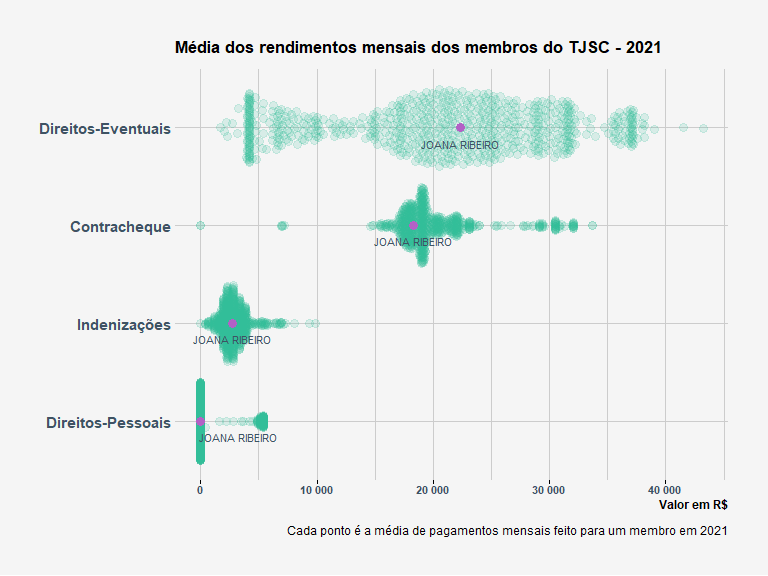 Média dos rendimentos mensais dos membros do TJSC - 2021
Direitos-Eventuais
JOANA RIBEIRO
Contracheque
JOANA RIBEIRO
Indenizações
JOANA RIBEIRO
Direitos-Pessoais
JOANA RIBEIRO
0 10 000 20 000 30 000 40 000
Valor em R$
Cada ponto é a média de pagamentos mensais feito para um membro em 2021